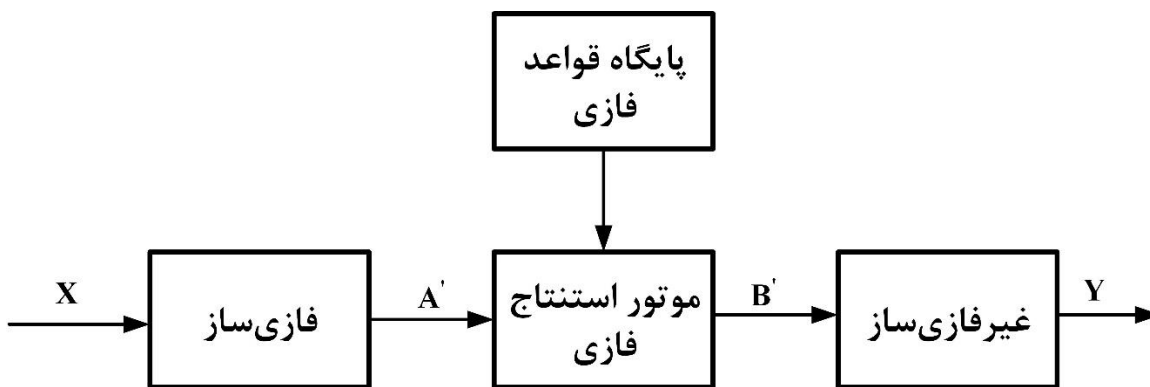 پایگاه قواعد
فازی
X
فازی‌ساز
A'
موتور استنتاج
فازی
B'
غیرفازی‌ساز
Y